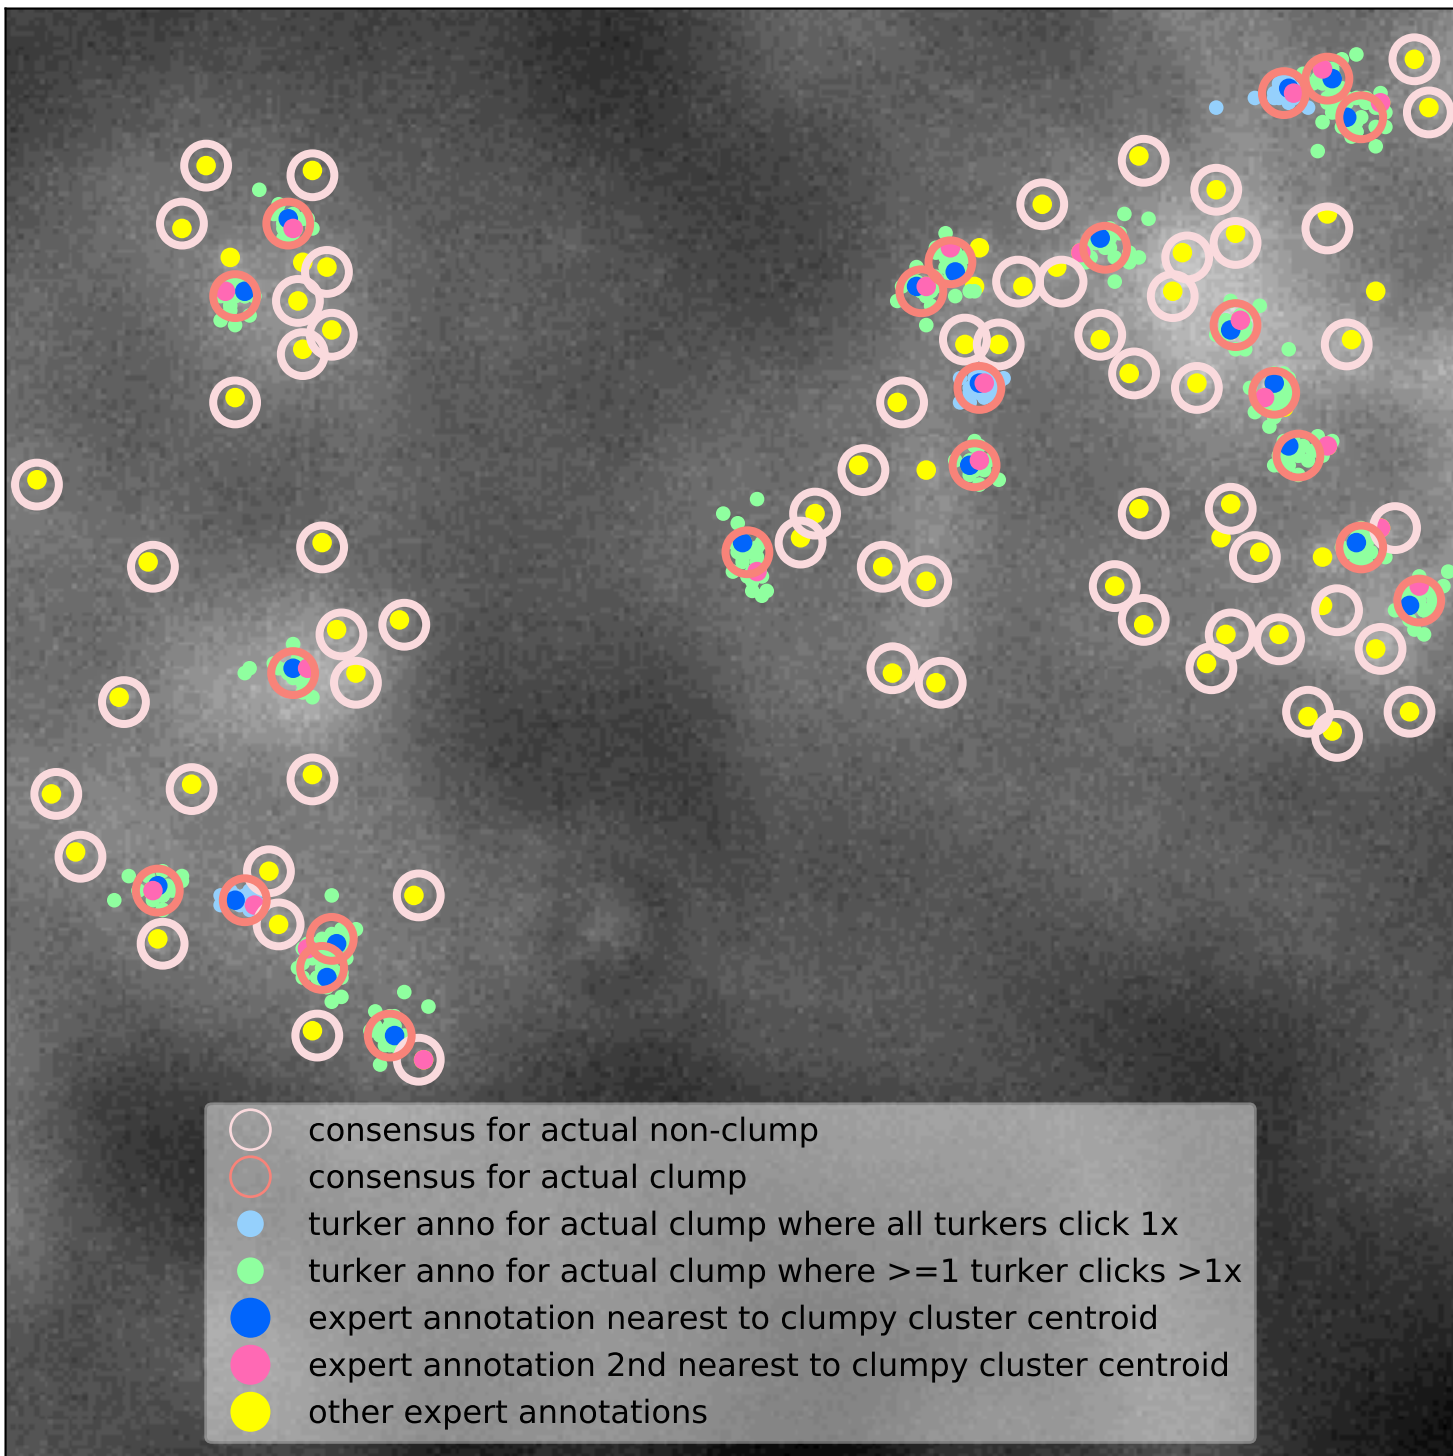 consensus for actual non-clump
consensus for actual clump
turker anno for actual clump where all turkers click 1x
turker anno for actual clump where >=1 turker clicks >1x
expert annotation nearest to clumpy cluster centroid
expert annotation 2nd nearest to clumpy cluster centroid
other expert annotations